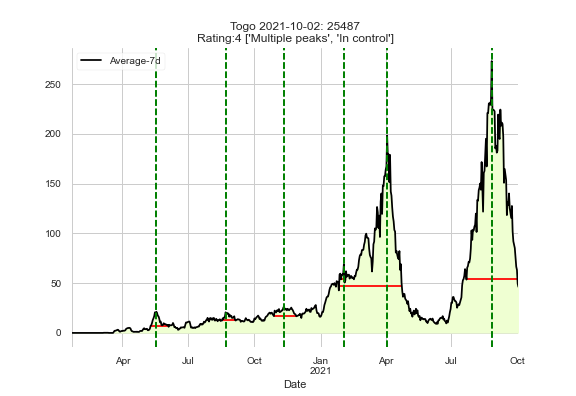 Togo 2021-10-02: 25487
Rating:4 ['Multiple peaks', 'In control']
Average-7d
250
200
150
100
50
0
Apr Jul Oct Jan Apr Jul Oct
2021
Date